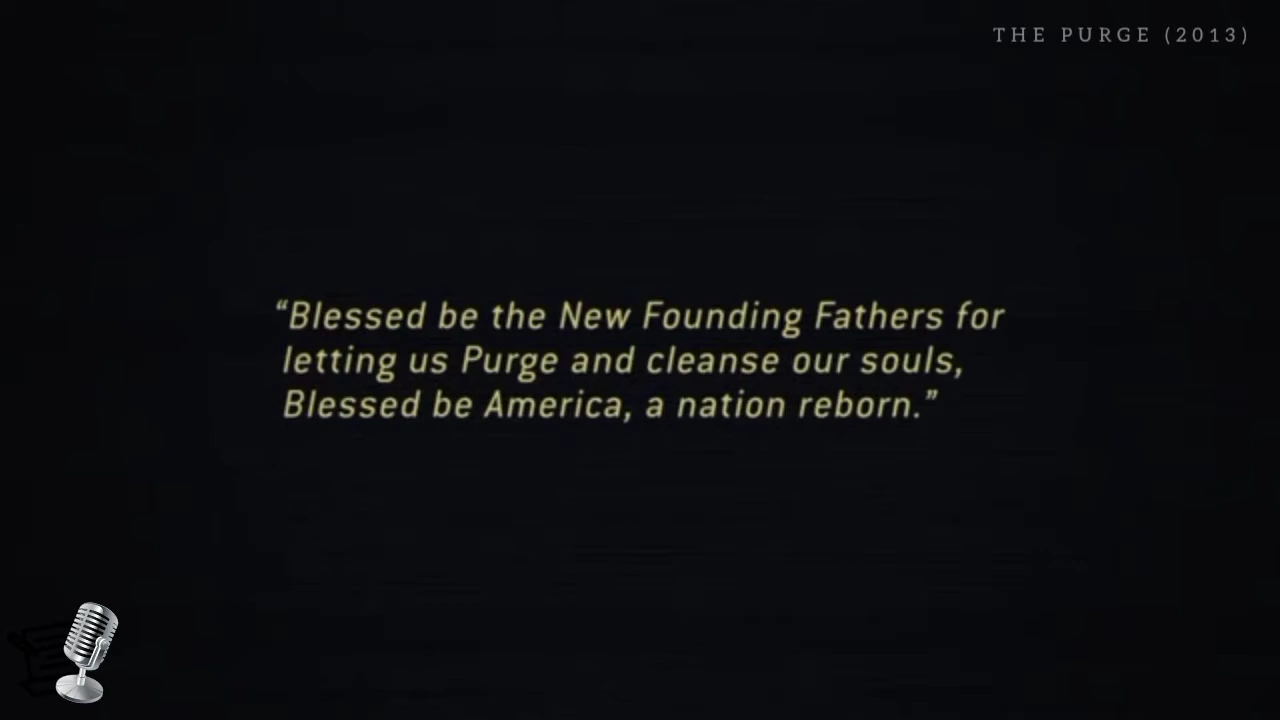 THE PURGE (2013)
“Blessed be the New Founding Fathers for
letting us Purge and cleanse our souls,
Blessed be America, a nation reborn.”